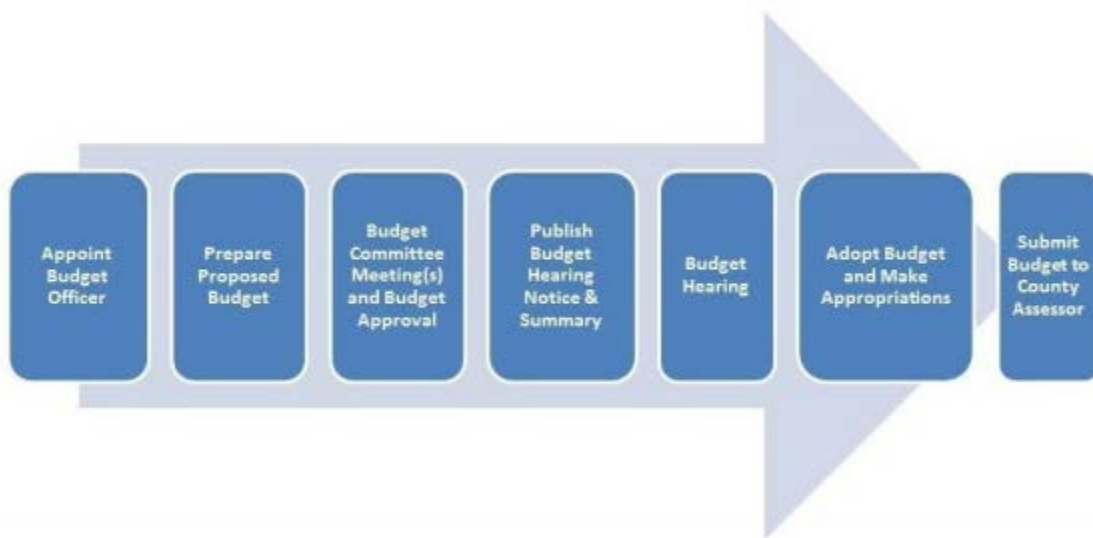 Appoint
Budget
Officer
Prepare
Proposed
Budget
Budget
Committee
Meeting(s)
and Budget
Approval
Publish
Budget
Hearing
Notice &
Summary
Budget
Hearing
Adopt Budget
and Make
Appropriations
Submit
Budget to
County
Assessor